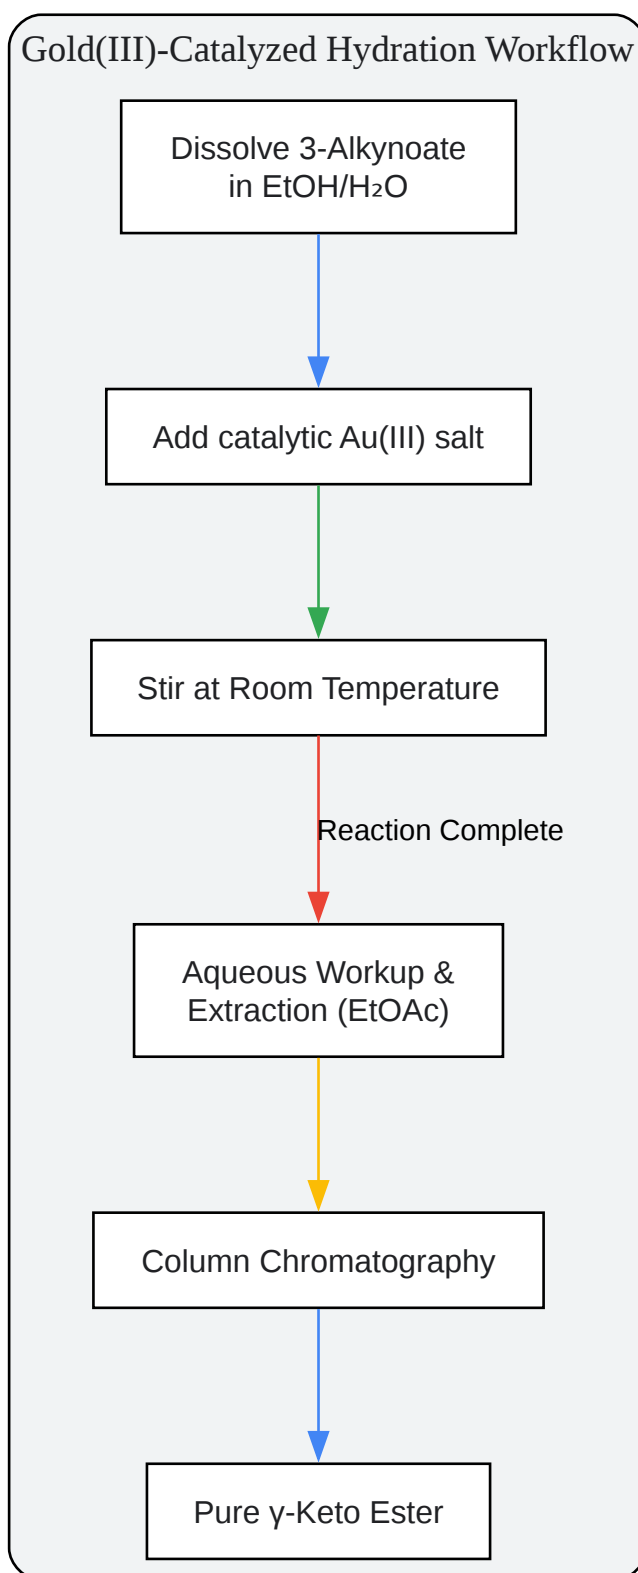 Gold(III)-Catalyzed Hydration Workflow
Dissolve 3-Alkynoate
in EtOH/H₂O
Add catalytic Au(III) salt
Stir at Room Temperature
Reaction Complete
Aqueous Workup &
Extraction (EtOAc)
Column Chromatography
Pure γ-Keto Ester